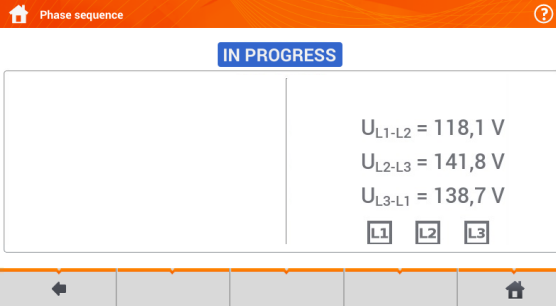 Phase sequence
?
IN PROGRESS
UL1-L2 = 118,1 V
UL2-L3 = 141,8 V
UL3-L1 = 138,7 V
L1 L2 L3